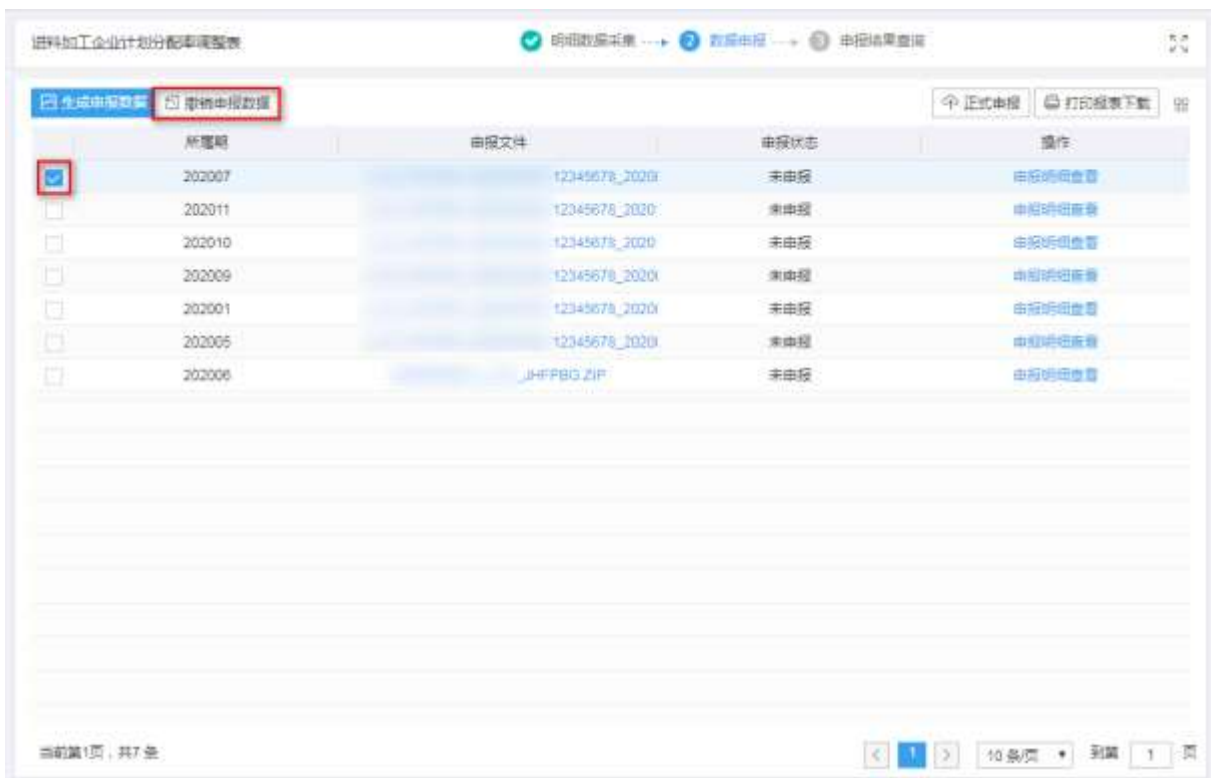 进料加工企业计划分配率调整表
明细数据采集 2 数据申报 3 申报结果查询
生成申报数据 撤销申报数据 正式申报 打印报表下载
所属期 申报文件 申报状态 操作
202007 12345678_2020 未申报 申报明细查看
202011 12345678_2020 未申报 申报明细查看
202010 12345678_2020 未申报 申报明细查看
202009 12345678_2020 未申报 申报明细查看
202001 12345678_2020 未申报 申报明细查看
202005 12345678_2020 未申报 申报明细查看
202006 _JHFPBG.ZIP 未申报 申报明细查看
当前第1页，共7条 < 1 > 10 条/页 到第 1 页